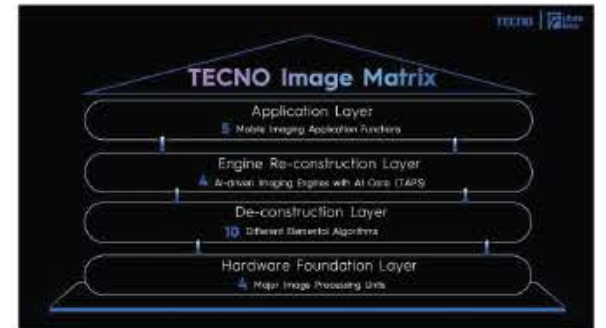 TECNO
TECNO Image Matrix
Application Layer
5 Mobile Imaging Application Functions
Engine Re-construction Layer
4 AI-driven Imaging Engines with AI Core (TAPS)
De-construction Layer
10 Different Elemental Algorithms
Hardware Foundation Layer
4 Major Image Processing Units